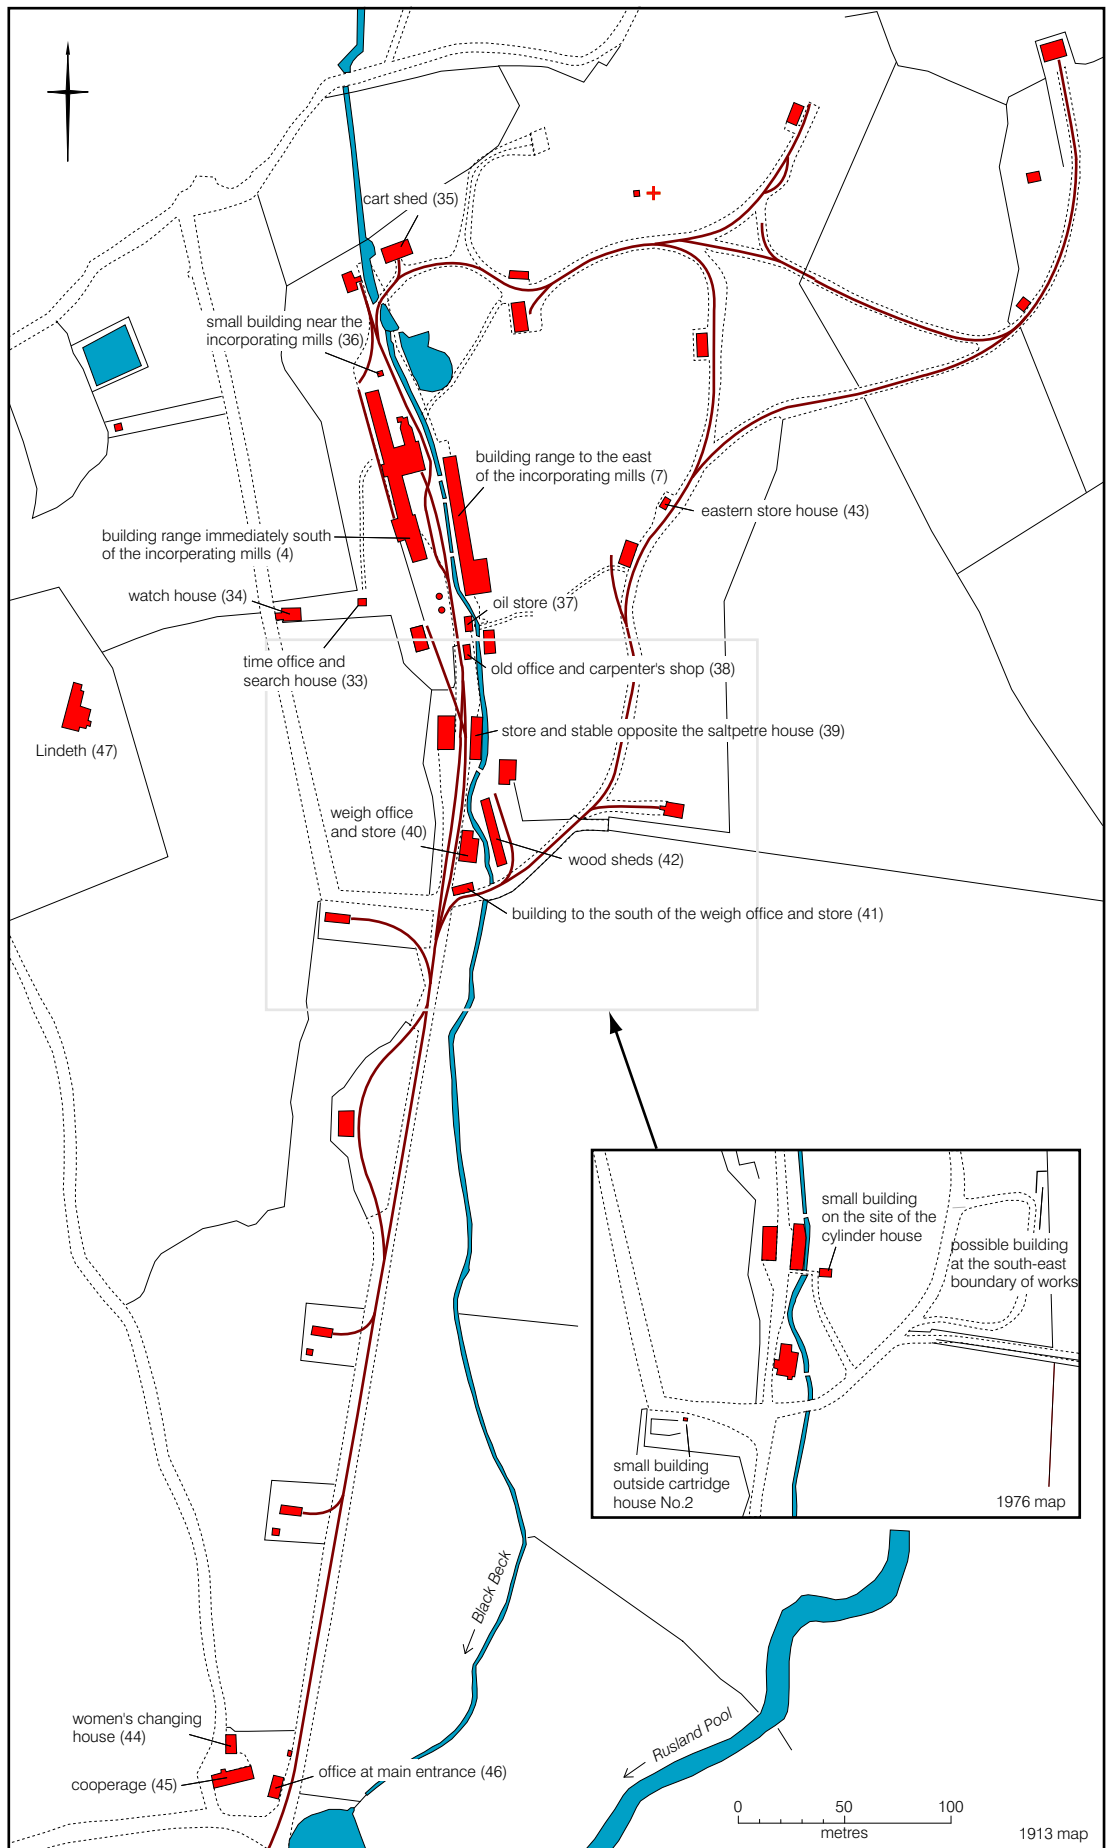 cart shed (35)
small building near the
incorporating mills (36)
building range to the east
of the incorporating mills (7)
eastern store house (43)
building range immediately south
of the incorperating mills (4)
watch house (34)
oil store (37)
time office and
search house (33)
old office and carpenter's shop (38)
Lindeth (47)
store and stable opposite the saltpetre house (39)
weigh office
and store (40)
wood sheds (42)
building to the south of the weigh office and store (41)
small building
on the site of the
cylinder house
possible building
at the south-east
boundary of works
small building
outside cartridge
house No.2
1976 map
Black Beck
Rusland Pool
women's changing
house (44)
cooperage (45)
office at main entrance (46)
0 50 100
metres
1913 map